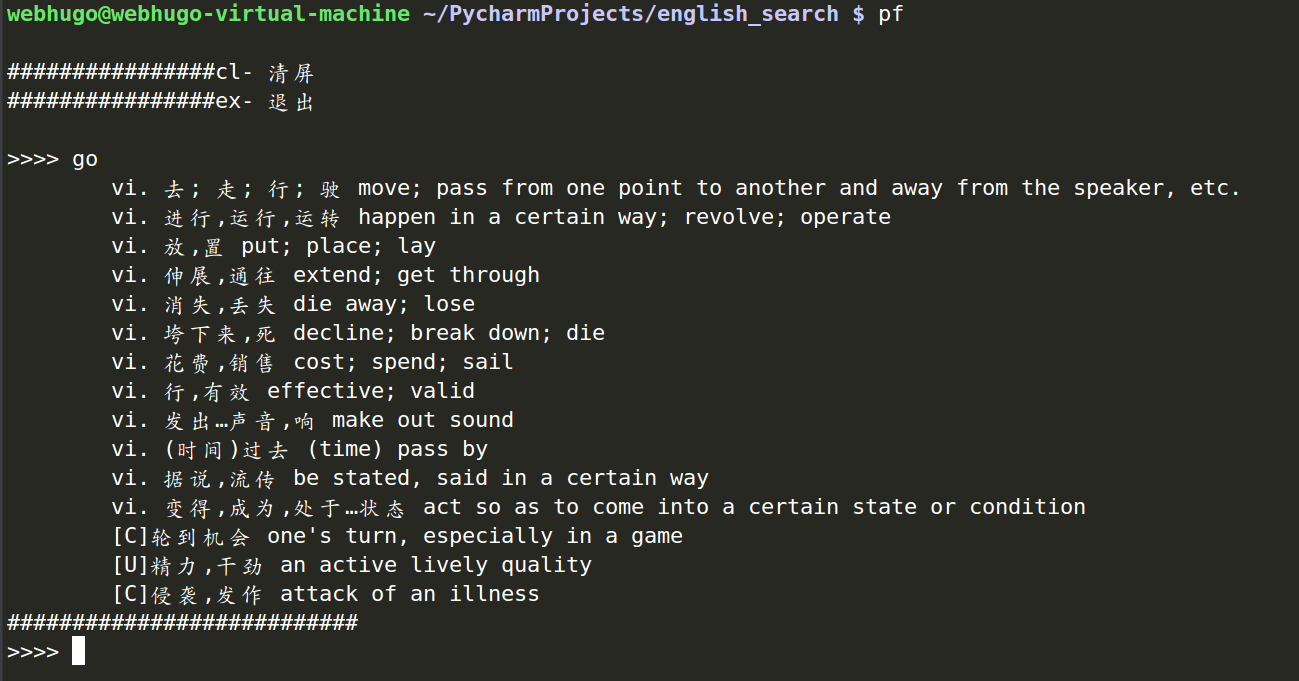 webhugo@webhugo-virtual-machine ~/PycharmProjects/english_search $ pf
################cl- 清屏
################ex- 退出
>>>> go
vi. 去; 走; 行; 驶 move; pass from one point to another and away from the speaker, etc.
vi. 进行,运行,运转 happen in a certain way; revolve; operate
vi. 放,置 put; place; lay
vi. 伸展,通往 extend; get through
vi. 消失,丢失 die away; lose
vi. 垮下来,死 decline; break down; die
vi. 花费,销售 cost; spend; sail
vi. 行,有效 effective; valid
vi. 发出…声音,响 make out sound
vi. (时间)过去 (time) pass by
vi. 据说,流传 be stated, said in a certain way
vi. 变得,成为,处于…状态 act so as to come into a certain state or condition
[C]轮到机会 one's turn, especially in a game
[U]精力,干劲 an active lively quality
[C]侵袭,发作 attack of an illness
###########################
>>>>